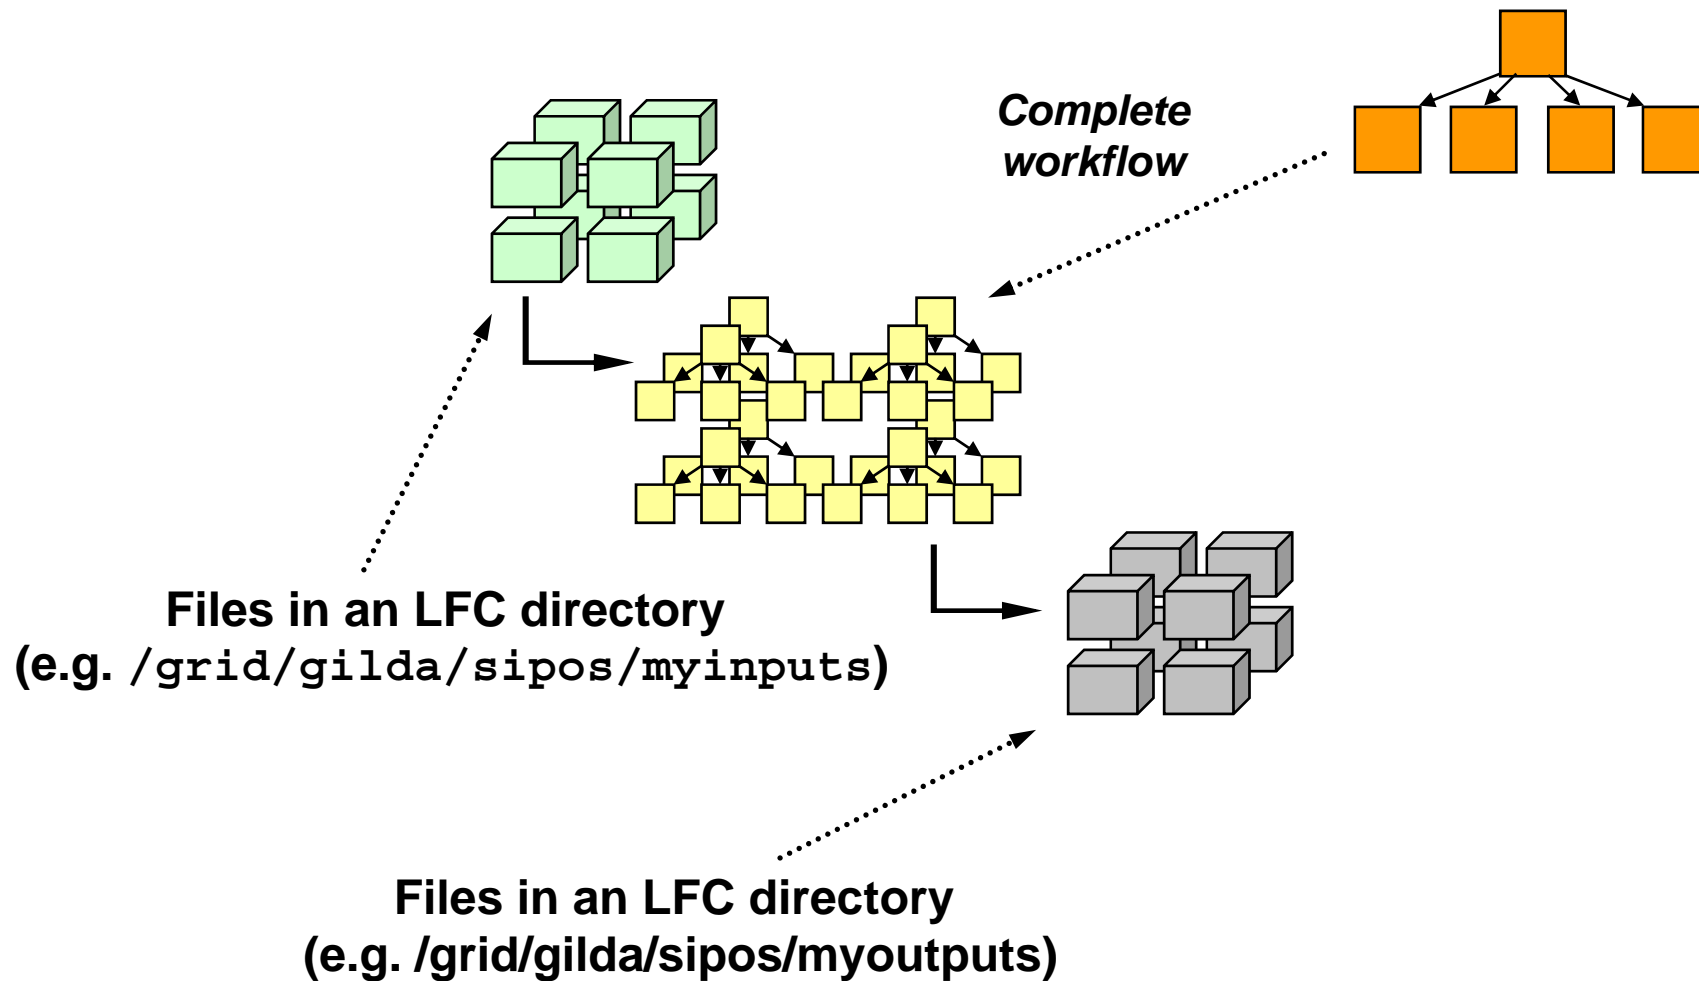 Complete
workflow
Files in an LFC directory
(e.g. /grid/gilda/sipos/myinputs)
Files in an LFC directory
(e.g. /grid/gilda/sipos/myoutputs)